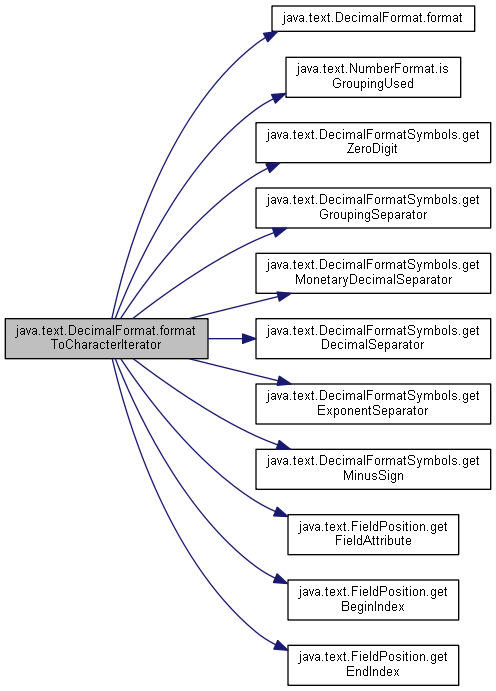 java.text.DecimalFormat.format
java.text.NumberFormat.is
GroupingUsed
java.text.DecimalFormatSymbols.get
ZeroDigit
java.text.DecimalFormatSymbols.get
GroupingSeparator
java.text.DecimalFormatSymbols.get
MonetaryDecimalSeparator
java.text.DecimalFormat.format
ToCharacterIterator
java.text.DecimalFormatSymbols.get
DecimalSeparator
java.text.DecimalFormatSymbols.get
ExponentSeparator
java.text.DecimalFormatSymbols.get
MinusSign
java.text.FieldPosition.get
FieldAttribute
java.text.FieldPosition.get
BeginIndex
java.text.FieldPosition.get
EndIndex